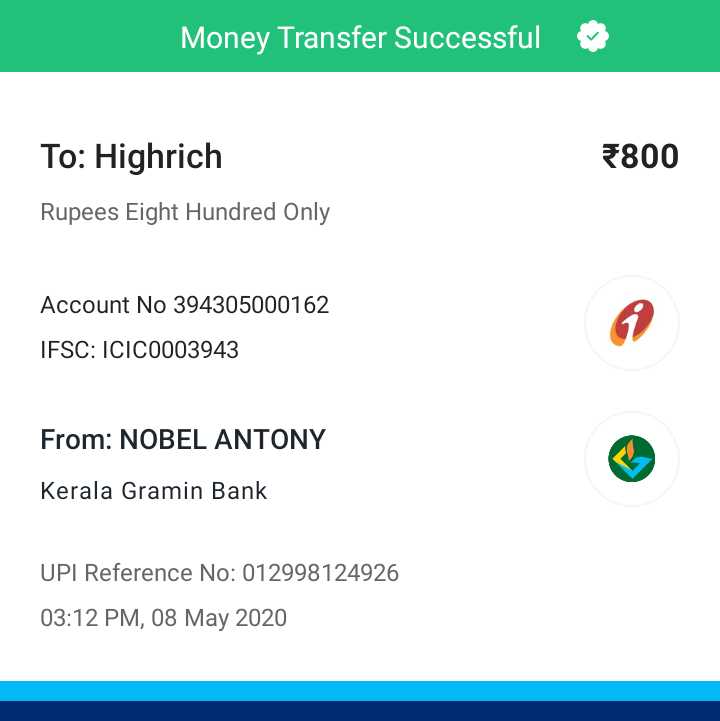 Money Transfer Successful
To: Highrich
₹800
Rupees Eight Hundred Only
Account No 394305000162
IFSC: ICIC0003943
From: NOBEL ANTONY
Kerala Gramin Bank
UPI Reference No: 012998124926
03:12 PM, 08 May 2020